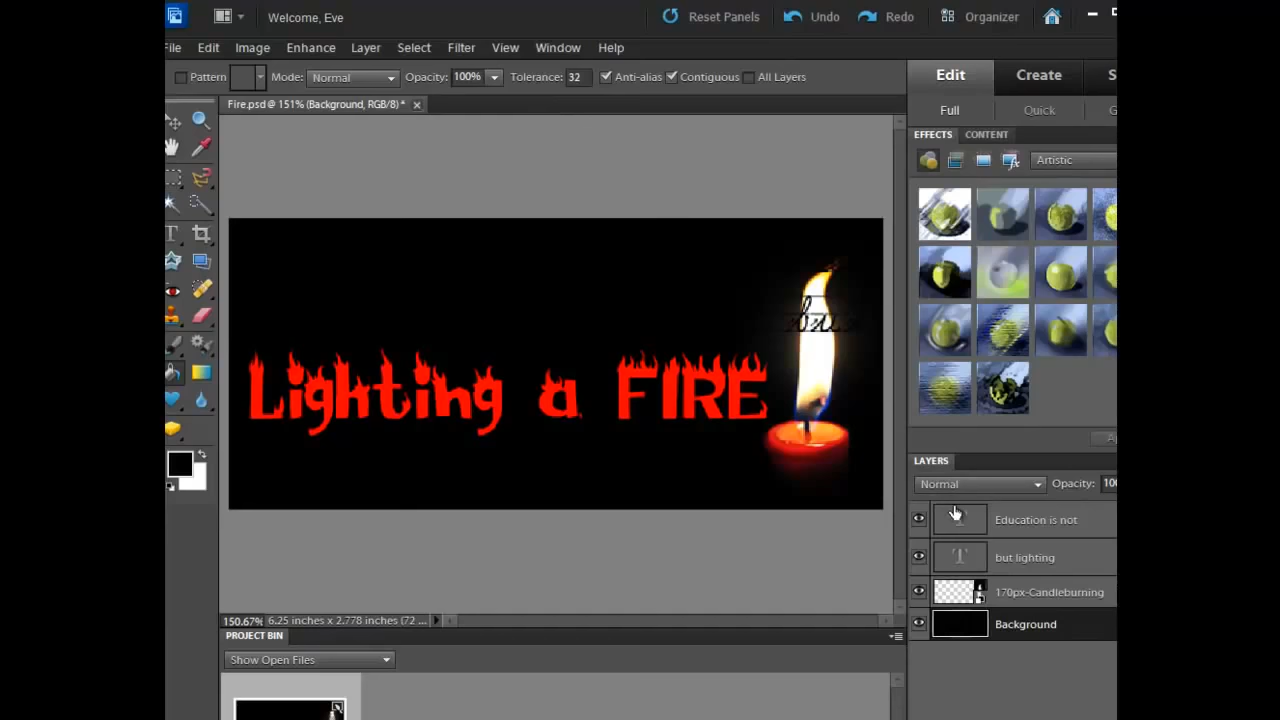 Welcome, Eve
Reset Panels Undo Redo Organizer
File Edit Image Enhance Layer Select Filter View Window Help
Pattern Mode: Normal Opacity: 100% Tolerance: 32 Anti-alias Contiguous All Layers
Edit Create
Fire.psd @ 151% (Background, RGB/8) *
Full Quick
EFFECTS CONTENT
Artistic
Lighting a FIRE
LAYERS
Normal Opacity: 100
Education is not
but lighting
170px-Candleburning
Background
150.67% 6.25 inches x 2.778 inches (72 ...
PROJECT BIN
Show Open Files